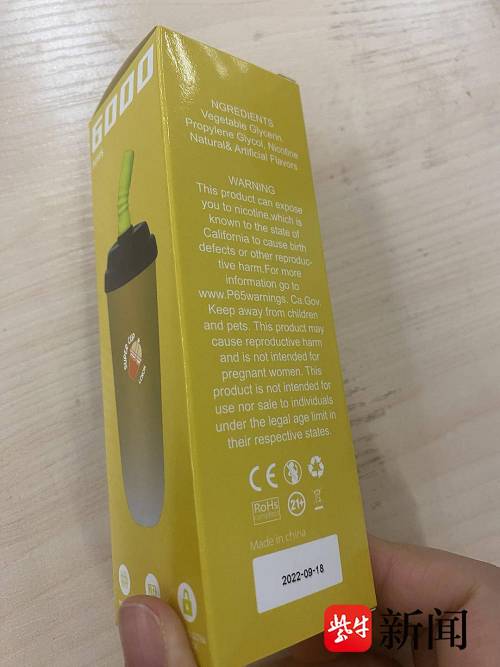 6000
NGREDIENTS
Vegetable Glycerin,
Propylene Glycol, Nicotine
Natural& Artificial Flavors
WARNING
This product can expose
you to nicotine,which is
known to the state of
California to cause birth
defects or other reproduc-
tive harm.For more
information go to
www.P65warnings. Ca.Gov
Keep away from children
and pets. This product may
cause reproductive harm
and is not intended for
pregnant women. This
product is not intended for
use nor sale to individuals
under the legal age limit in
their respective states.
SUPER CUP
CE
RoHS
21+
Made in china
2022-09-18
紫牛新闻